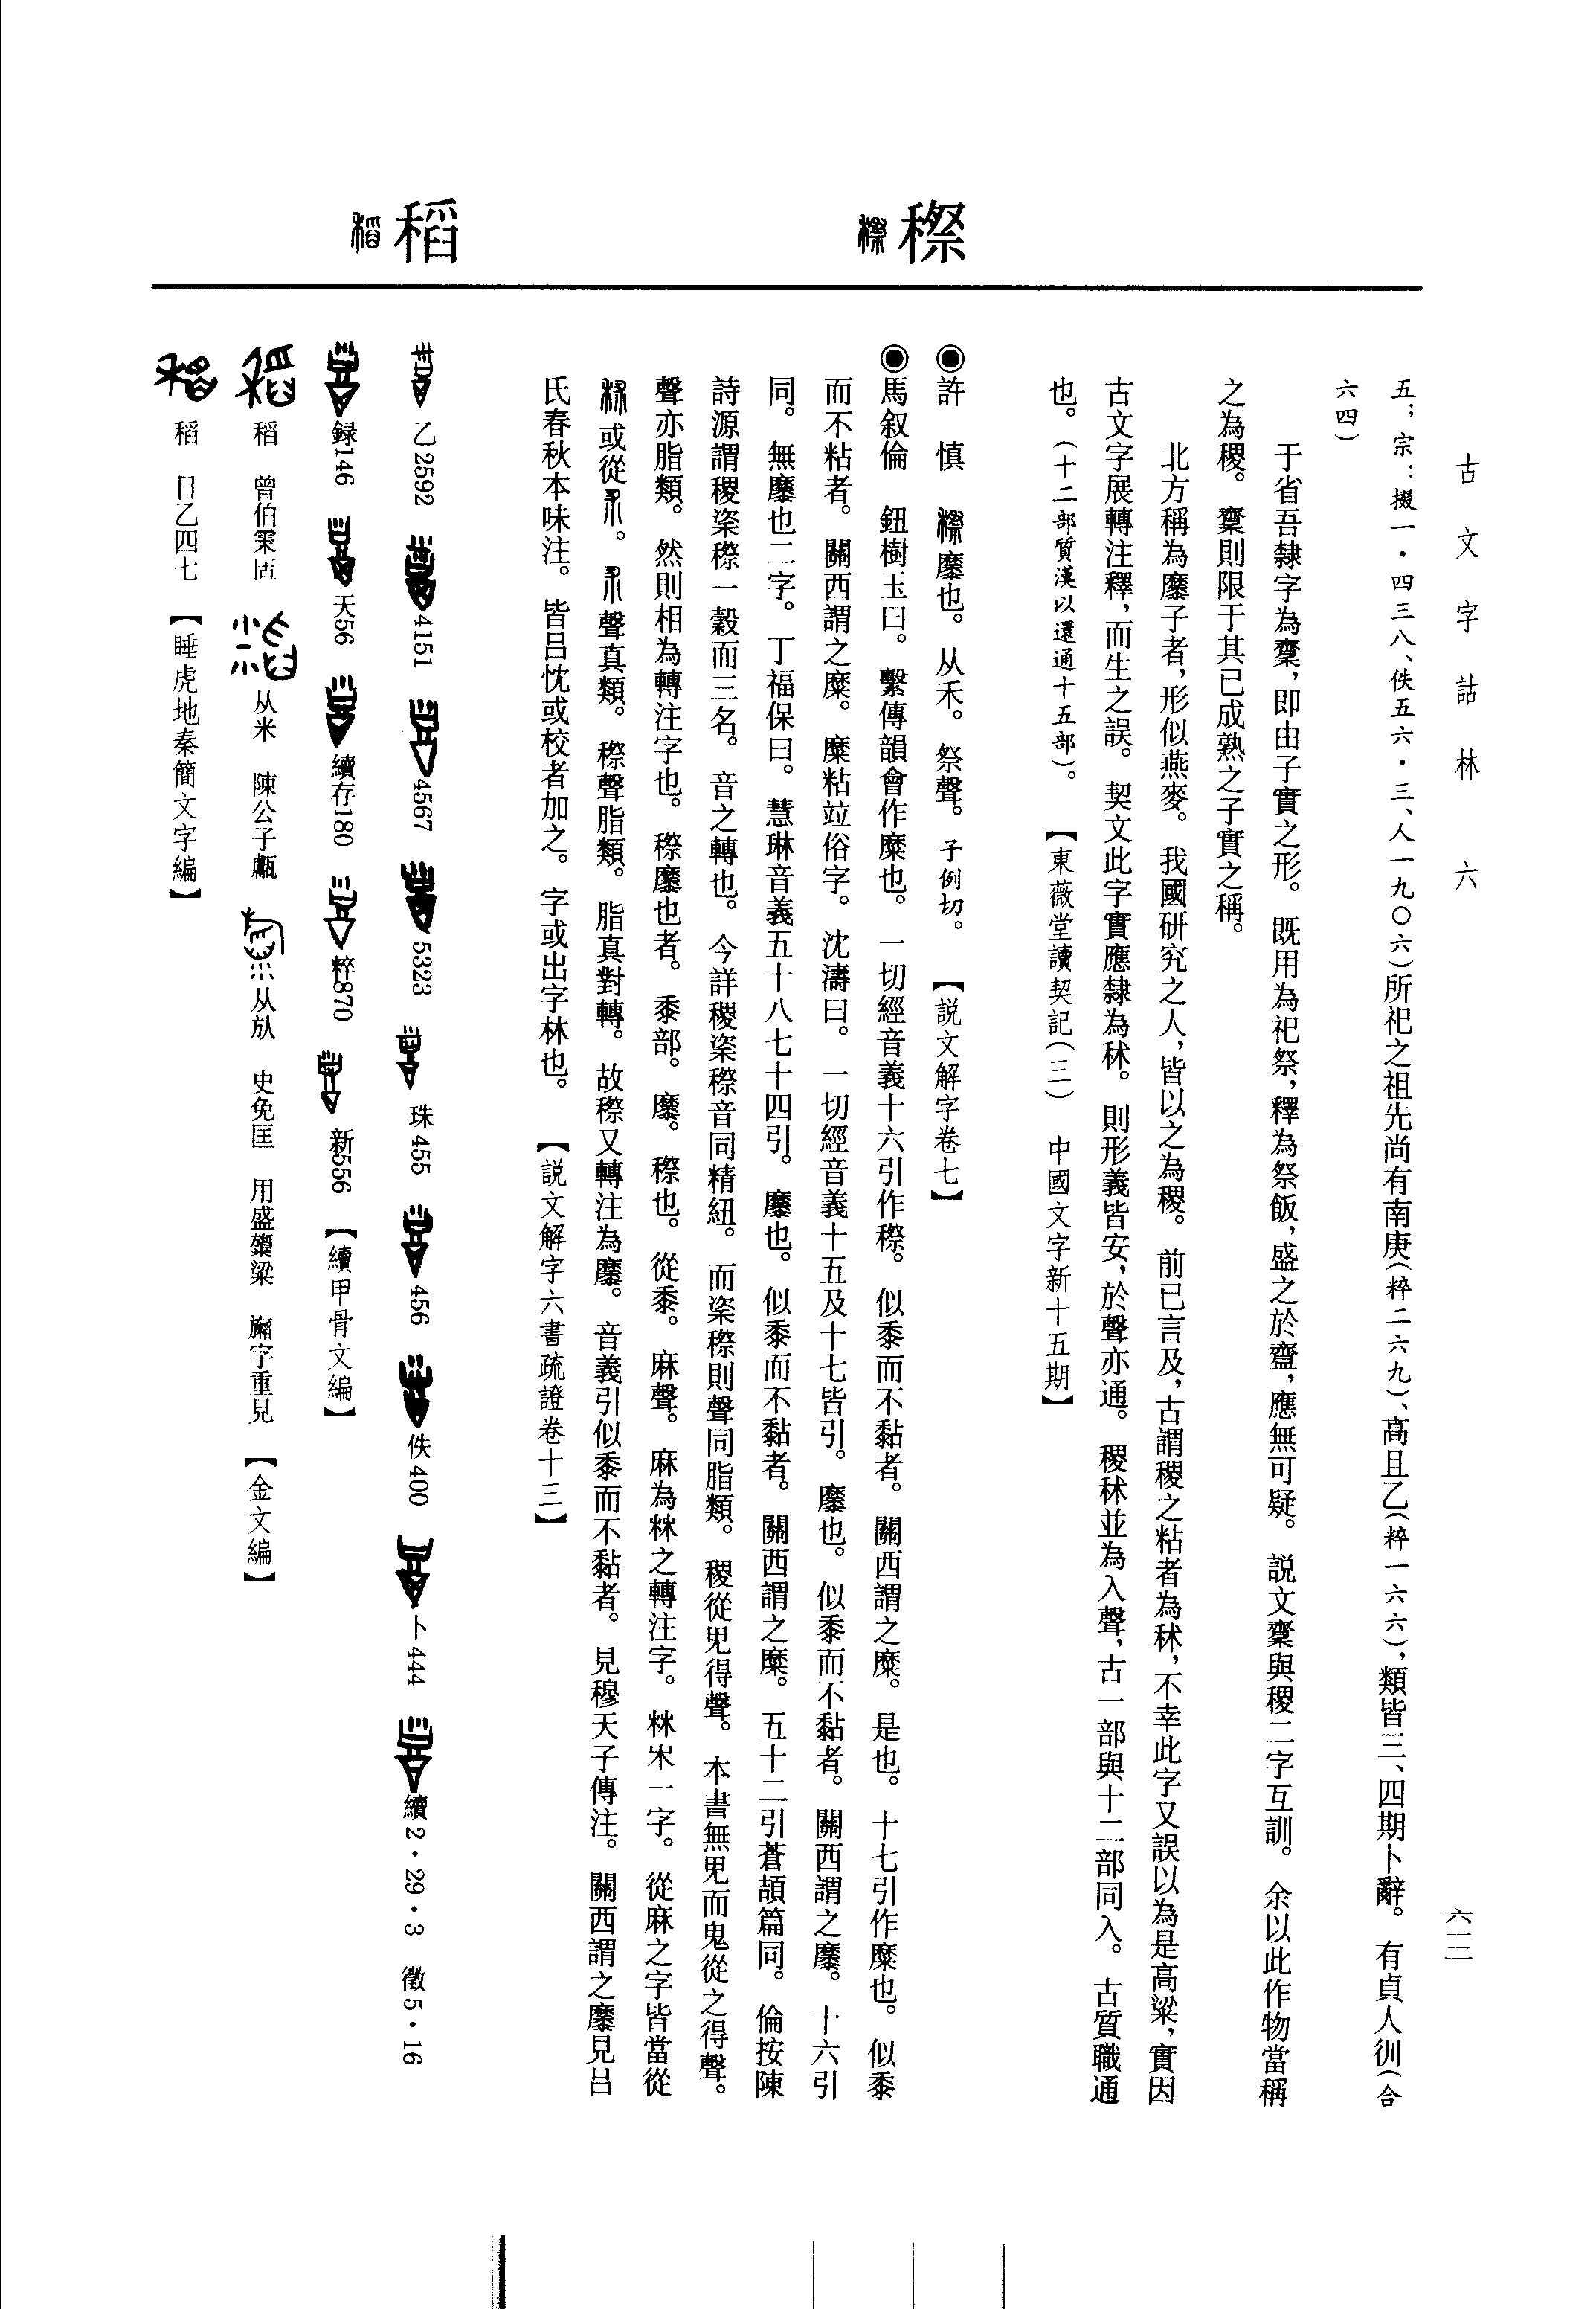 古文字詁林　六
六一二
五；宗：掇一・四三八、佚五六・三、人一九〇六）所祀之祖先尚有南庚（粹二六九）、高且乙（粹一六六），類皆三、四期卜辭。有貞人㣔（合
六四）
于省吾隸字為穧，即由子實之形。既用為祀祭，釋為祭飯，盛之於齍，應無可疑。説文齋與稷二字互訓。余以此作物當稱
之為稷。則限于其已成熟之子實之稱。
北方稱為穈子者，形似燕麥。我國研究之人，皆以之為稷。前已言及，古謂稷之粘者為秫，不幸此字又誤以為是高粱，實因
古文字展轉注釋，而生之誤。契文此字實應隸為秫。則形義皆安，於聲亦通。稷秫並為入聲，古一部與十二部同入。古質職通
也。（十二部質漢以還通十五部）。　【東薇堂讀契記（三）　中國文字新十五期】
穄
◉許　慎　穄穈也。从禾。祭聲。子例切。　【説文解字卷七】
◉馬叙倫　鈕樹玉曰。繫傳韻會作糜也。一切經音義十六引作穄。似黍而不黏者。關西謂之糜。是也。十七引作糜也。似黍
而不粘者。關西謂之糜。糜粘竝俗字。沈濤曰。一切經音義十五及十七皆引。穈也。似黍而不黏者。關西謂之穈。十六引
同。無穈也二字。丁福保曰。慧琳音義五十八七十四引。穈也。似黍而不黏者。關西謂之糜。五十二引蒼頡篇同。倫按陳
詩源謂稷粢穄一穀而三名。音之轉也。今詳稷粢穄音同精紐。而粢穄則聲同脂類。稷從畟得聲。本書無畟而鬼從之得聲。
聲亦脂類。然則相為轉注字也。穄穈也者。黍部。穈。穄也。從黍。麻聲。麻為𣏟之轉注字。𣏟朩一字。從麻之字皆當從
或從。聲真類。穄聲脂類。脂真對轉。故穄又轉注為穈。音義引似黍而不黏者。見穆天子傳注。關西謂之穈見呂
氏春秋本味注。皆呂忱或校者加之。字或出字林也。　【説文解字六書疏證卷十三】
稻
乙2592　4151　4567　5323　珠455　456　佚400　卜444　續2・29・3　徵5・16
録146　天56　續存180　粹870　新556　【續甲骨文編】
稻　曾伯霥匠　从米　陳公子甗　从㫃　史免匡　用盛稻粱　字重見　【金文編】
稻　日乙四七　【睡虎地秦簡文字編】